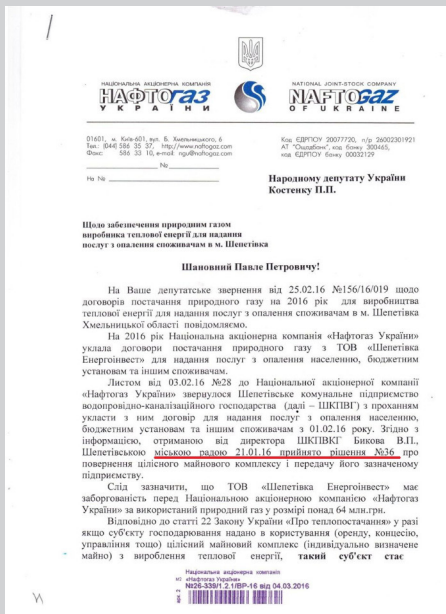 НАЦІОНАЛЬНА АКЦІОНЕРНА КОМПАНІЯ
НАФТОГАЗ
УКРАЇНИ
NATIONAL JOINT-STOCK COMPANY
NAFTOGAZ
OF UKRAINE
01601, м. Київ-601, вул. Б. Хмельницького, 6
Тел.: (044) 586 35 37, http://www.naftogaz.com
Факс: 586 33 10, e-mail: ngu@naftogaz.com
Код ЄДРПОУ 20077720, п/р 26002301921
АТ "Ощадбанк", код банку 300465,
код ЄДРПОУ банку 00032129
№
На №
Народному депутату України
Костенку П.П.
Щодо забезпечення природним газом
виробника теплової енергії для надання
послуг з опалення споживачам в м. Шепетівка
Шановний Павле Петровичу!
На Ваше депутатське звернення від 25.02.16 №156/16/019 щодо
договорів постачання природного газу на 2016 рік для виробництва
теплової енергії для надання послуг з опалення споживачам в м. Шепетівка
Хмельницької області повідомляємо.
На 2016 рік Національна акціонерна компанія «Нафтогаз України»
уклала договори постачання природного газу з ТОВ «Шепетівка
Енергоінвест» для надання послуг з опалення населенню, бюджетним
установам та іншим споживачам.
Листом від 03.02.16 №28 до Національної акціонерної компанії
«Нафтогаз України» звернулося Шепетівське комунальне підприємство
водопровідно-каналізаційного господарства (далі – ШКПВГ) з проханням
укласти з ним договір для надання послуг з опалення населенню,
бюджетним установам та іншим споживачам з 01.02.16 року. Згідно з
інформацією, отриманою від директора ШКПВКГ Бикова В.П.,
Шепетівською міською радою 21.01.16 прийнято рішення №36 про
повернення цілісного майнового комплексу і передачу його зазначеному
підприємству.
Слід зазначити, що ТОВ «Шепетівка Енергоінвест» має
заборгованість перед Національною акціонерною компанією «Нафтогаз
України» за використаний природний газ у розмірі понад 64 млн.грн.
Відповідно до статті 22 Закону України «Про теплопостачання» у разі
якщо суб'єкту господарювання надано в користування (оренду, концесію,
управління тощо) цілісний майновий комплекс (індивідуально визначене
майно) з вироблення теплової енергії, такий суб'єкт стає
Національна акціонерна компанія
«Нафтогаз України»
№26-339/1.2.1/ВР-16 від 04.03.2016